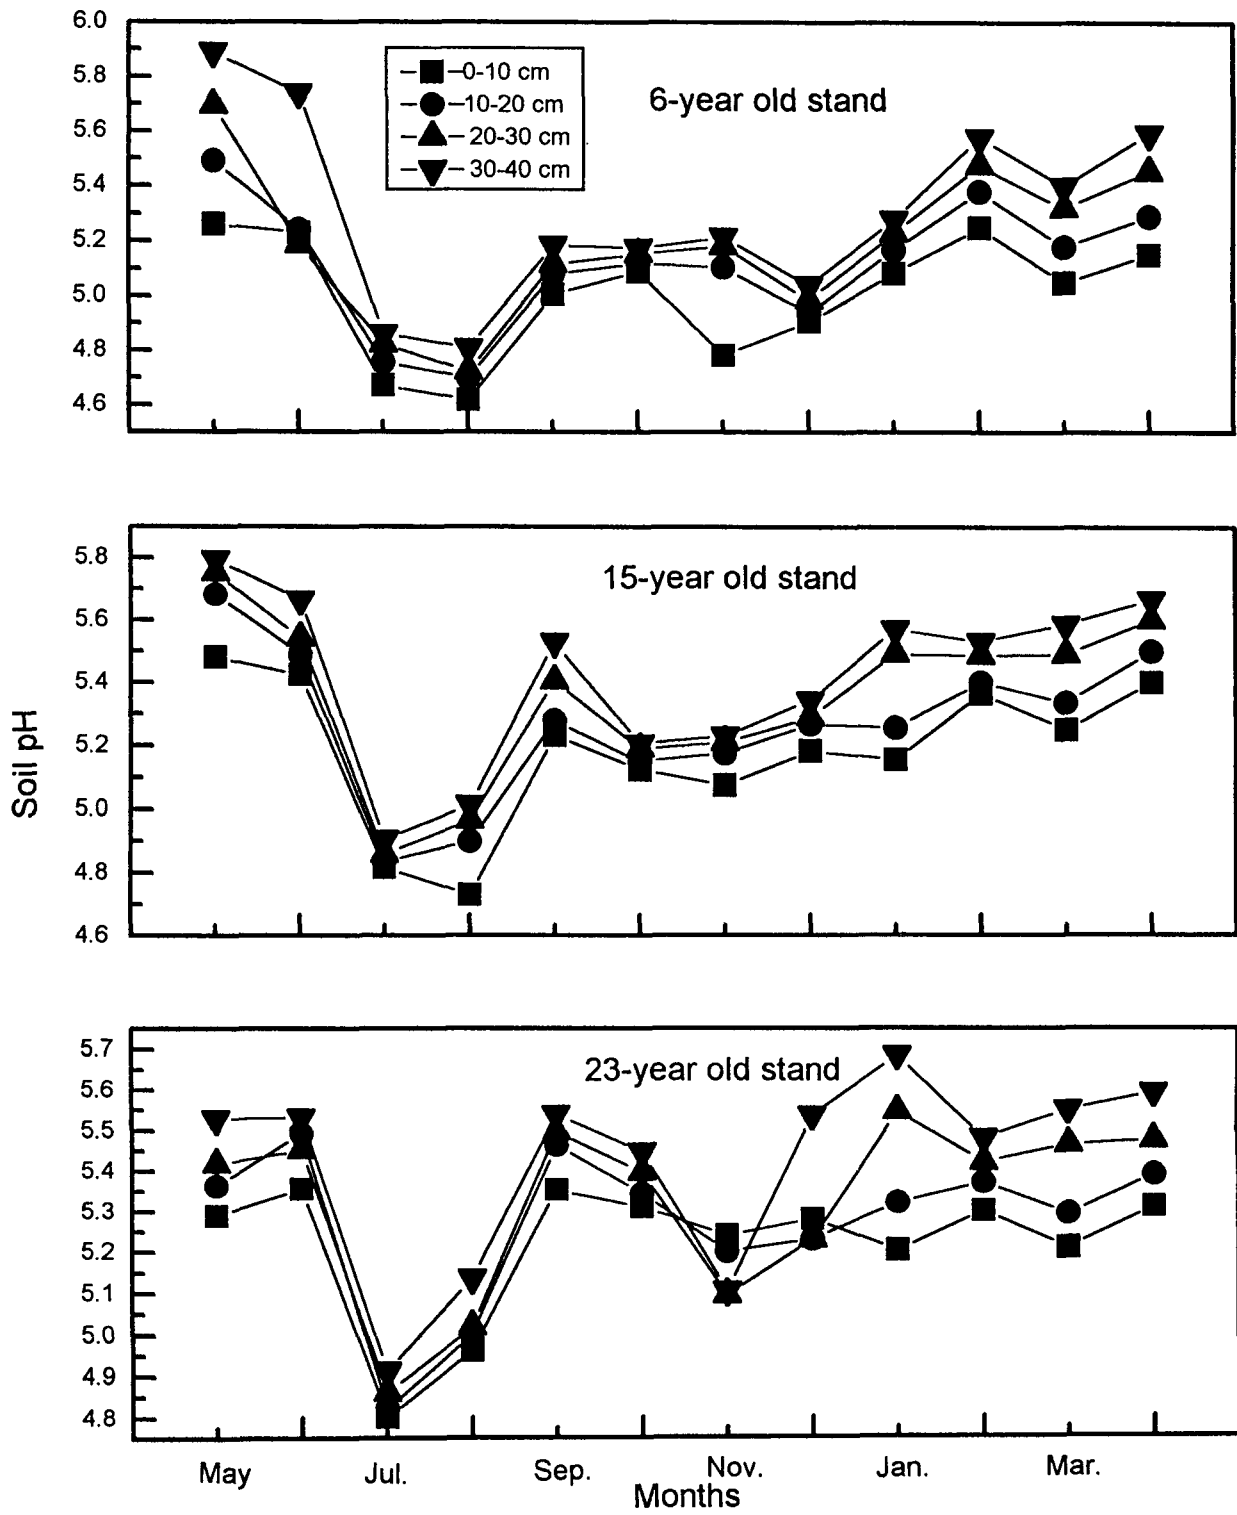 6.0
5.8
5.6
5.4
5.2
5.0
4.8
4.6
0-10 cm
10-20 cm
20-30 cm
30-40 cm
6-year old stand
5.8
5.6
5.4
5.2
5.0
4.8
4.6
15-year old stand
Soil pH
5.7
5.6
5.5
5.4
5.3
5.2
5.1
5.0
4.9
4.8
23-year old stand
May Jul. Sep. Nov. Jan. Mar.
Months